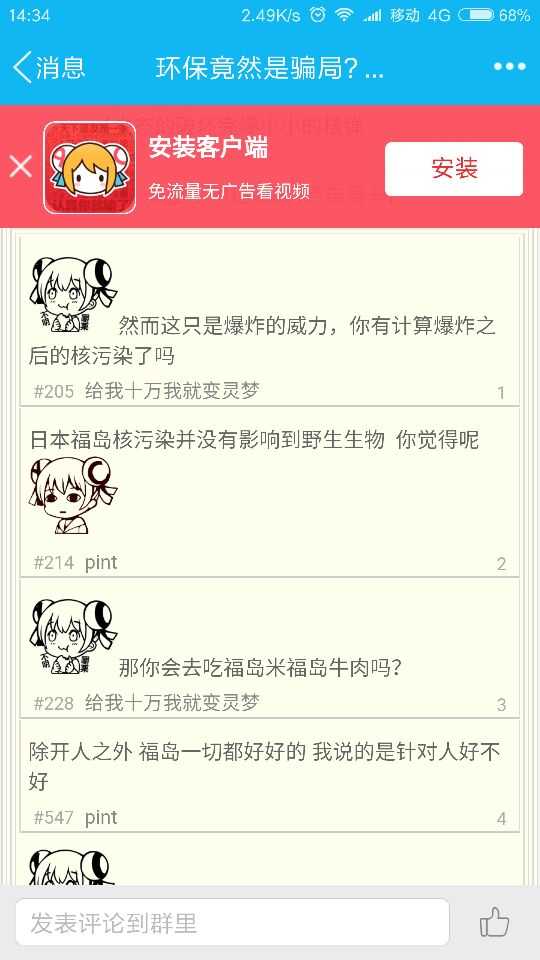 14:34
2.49K/s
移动
4G
68%
消息
环保竟然是骗局?...
安装客户端
免流量无广告看视频
安装
然而这只是爆炸的威力，你有计算爆炸之
后的核污染了吗
#205 给我十万我就变灵梦
1
日本福岛核污染并没有影响到野生生物 你觉得呢
#214 pint
2
那你会去吃福岛米福岛牛肉吗?
#228 给我十万我就变灵梦
3
除开人之外 福岛一切都好好的 我说的是针对人好不
好
#547 pint
4
发表评论到群里